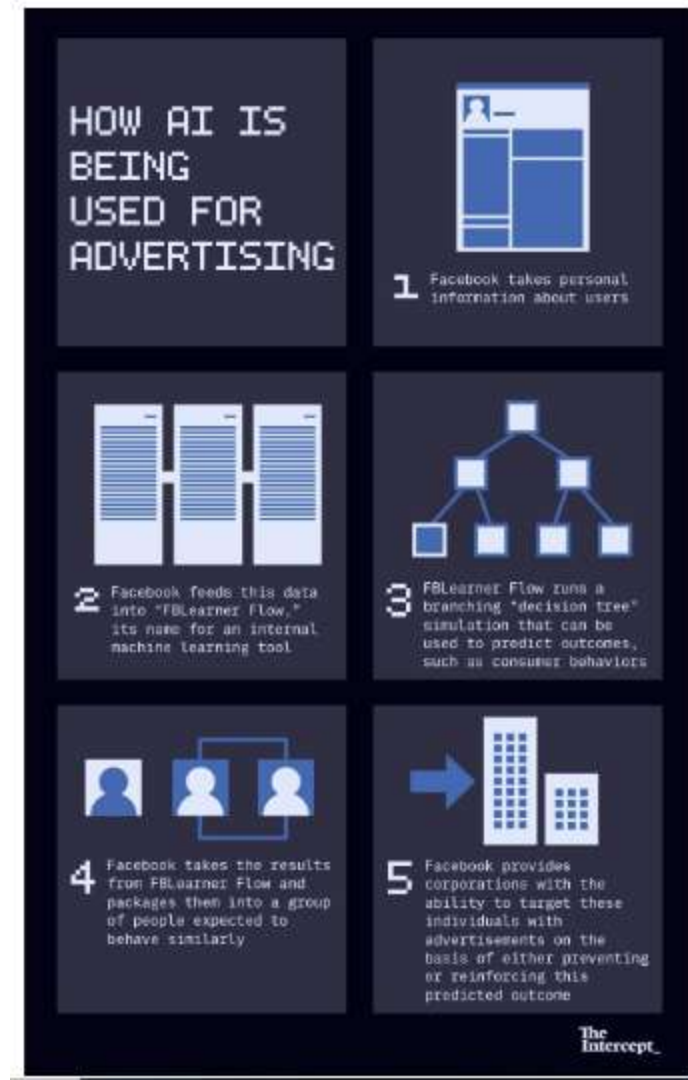 HOW AI IS
BEING
USED FOR
ADVERTISING
1 Facebook takes personal
information about users
2 Facebook feeds this data
into "FBLearner Flow,"
its name for an internal
machine learning tool
3 FBLearner Flow runs a
branching "decision tree"
simulation that can be
used to predict outcomes,
such as consumer behaviors
4 Facebook takes the results
from FBLearner Flow and
packages them into a group
of people expected to
behave similarly
5 Facebook provides
corporations with the
ability to target these
individuals with
advertisements on the
basis of either preventing
or reinforcing this
predicted outcome
The
Intercept_